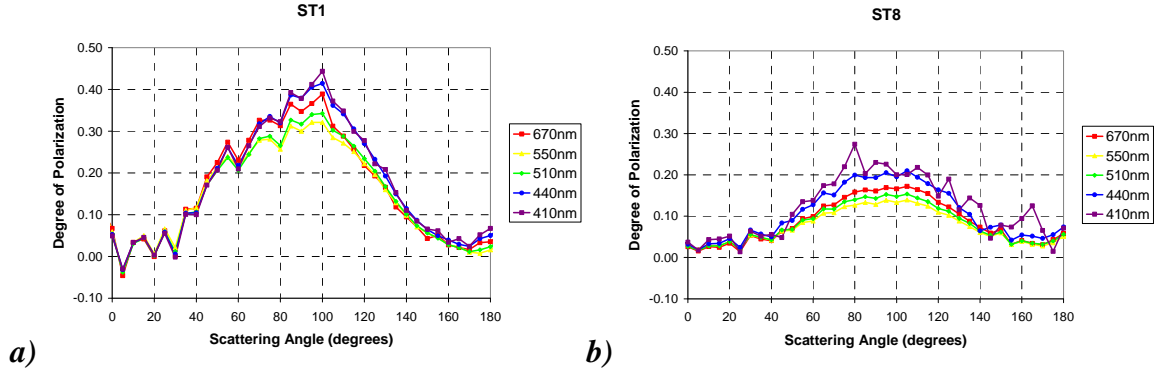 ST1
0.50
0.40
0.30
0.20
0.10
0.00
-0.10
Degree of Polarization
0 20 40 60 80 100 120 140 160 180
Scattering Angle (degrees)
670nm
550nm
510nm
440nm
410nm
a)
ST8
0.50
0.40
0.30
0.20
0.10
0.00
-0.10
Degree of Polarization
0 20 40 60 80 100 120 140 160 180
Scattering Angle (degrees)
670nm
550nm
510nm
440nm
410nm
b)